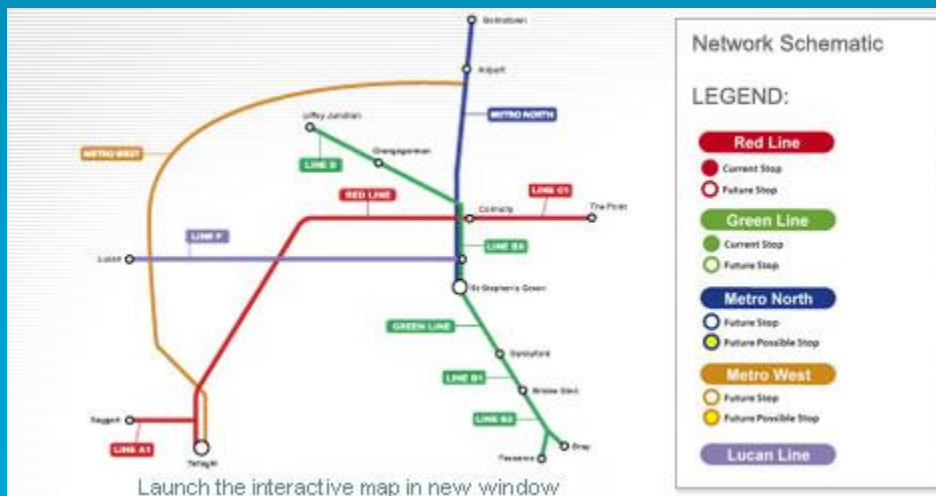 Airport
METRO NORTH
Liffey Junction
METRO WEST
LINE D
RED LINE
LINE C1
Connolly
The Point
LINE F
Lucan
St Stephen's Green
GREEN LINE
Sandyford
LINE B1
LINE B2
Saggart
Bray
LINE A1
Tallaght
Launch the interactive map in new window
Network Schematic
LEGEND:
Red Line
Current Stop
Future Stop
Green Line
Current Stop
Future Stop
Metro North
Future Stop
Future Possible Stop
Metro West
Future Stop
Future Possible Stop
Lucan Line